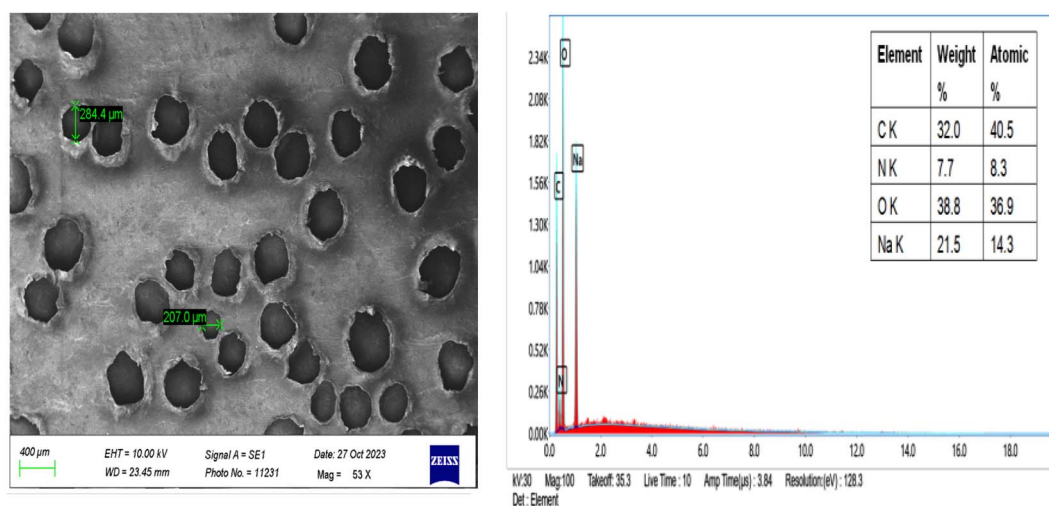 284.4 µm
207.0 µm
400 µm
EHT = 10.00 kV
Signal A = SE1
Date: 27 Oct 2023
WD = 23.45 mm
Photo No. = 11231
Mag = 53 X
ZEISS
2.34K
2.08K
1.82K
1.56K
1.30K
1.04K
0.78K
0.52K
0.26K
0.00K
O
Na
C
N
0.0 2.0 4.0 6.0 8.0 10.0 12.0 14.0 16.0 18.0
Element Weight % Atomic %
C K 32.0 40.5
N K 7.7 8.3
O K 38.8 36.9
Na K 21.5 14.3
kV:30 Mag:100 Takeoff: 35.3 Live Time : 10 Amp Time(µs) : 3.84 Resolution:(eV) : 128.3
Det : Element